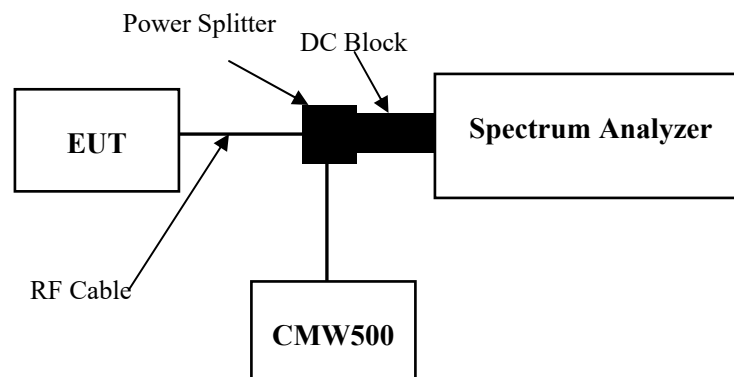 Power Splitter
DC Block
EUT
Spectrum Analyzer
RF Cable
CMW500